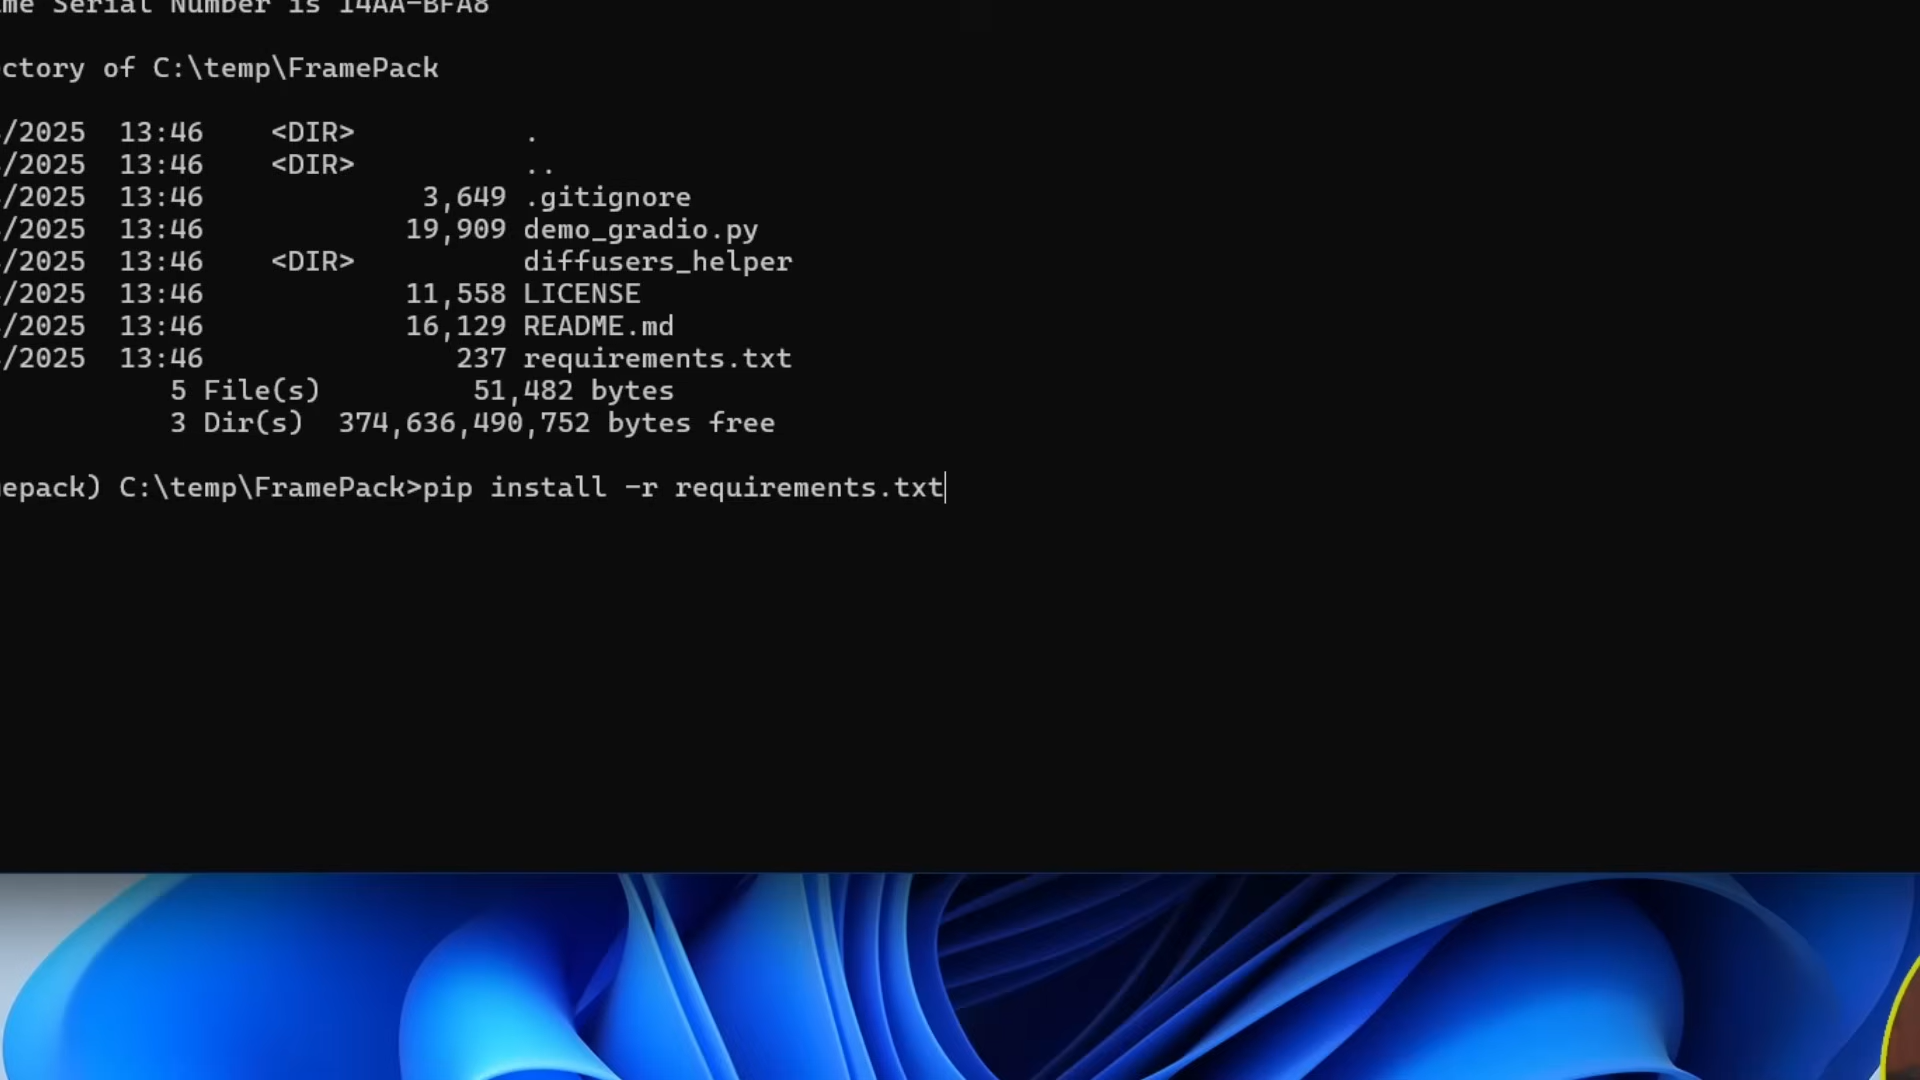 me Serial Number is 14AA-BFA8
ctory of C:\temp\FramePack
/2025 13:46 <DIR> .
/2025 13:46 <DIR> ..
/2025 13:46 3,649 .gitignore
/2025 13:46 19,909 demo_gradio.py
/2025 13:46 <DIR> diffusers_helper
/2025 13:46 11,558 LICENSE
/2025 13:46 16,129 README.md
/2025 13:46 237 requirements.txt
5 File(s) 51,482 bytes
3 Dir(s) 374,636,490,752 bytes free
epack) C:\temp\FramePack>pip install -r requirements.txt